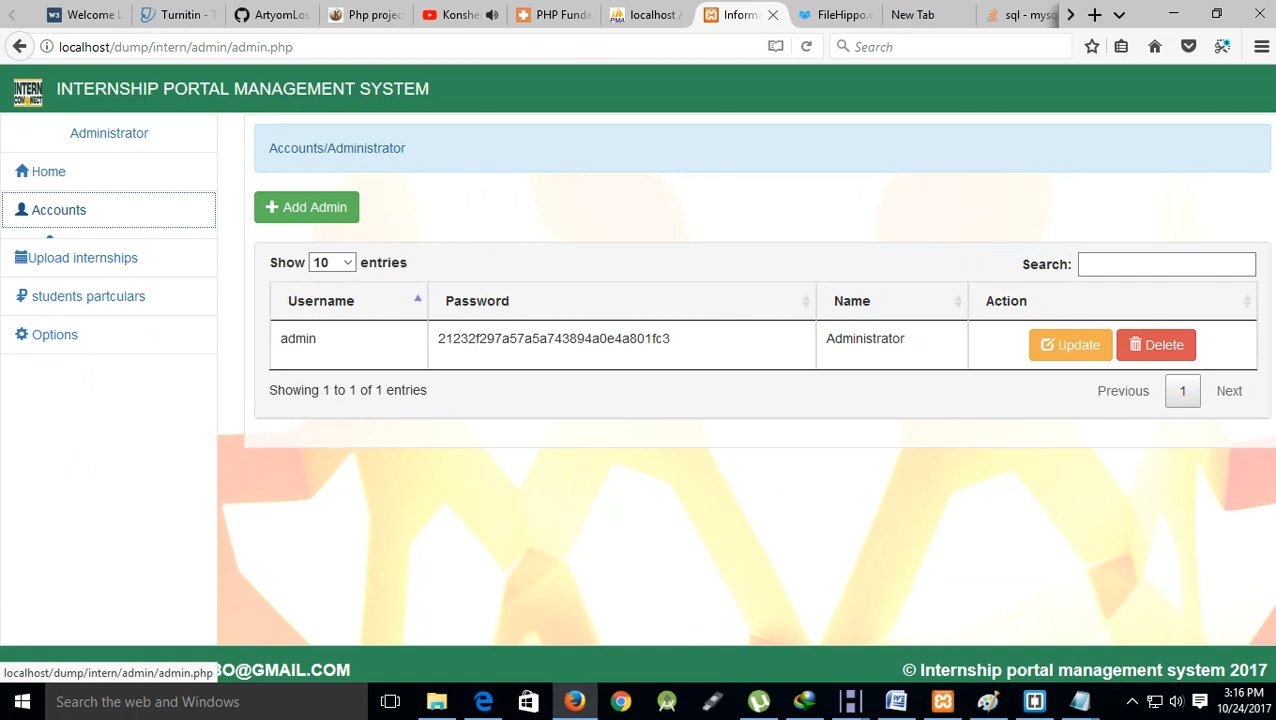 Welcome
Turnitin - T
ArtyomLos
Php projec
Konshe
PHP Funda
localhost /
Informa
FileHippo.c
New Tab
sql - mysq
localhost/dump/intern/admin/admin.php
Search
INTERN
CONNECT
INTERNSHIP PORTAL MANAGEMENT SYSTEM
Administrator
Home
Accounts
Upload internships
students partculars
Options
Accounts/Administrator
Add Admin
Show 10 entries
Search:
Username Password Name Action
admin 21232f297a57a5a743894a0e4a801fc3 Administrator Update Delete
Showing 1 to 1 of 1 entries
Previous 1 Next
localhost/dump/intern/admin/admin.php
BO@GMAIL.COM
© Internship portal management system 2017
Search the web and Windows
3:16 PM
10/24/2017